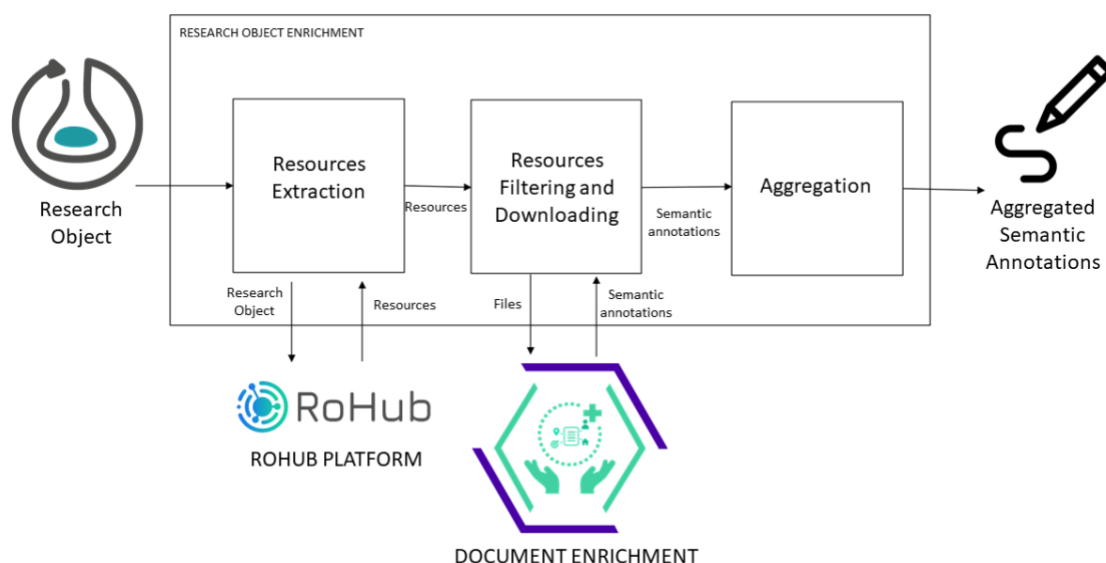 RESEARCH OBJECT ENRICHMENT
Research
Object
Resources
Extraction
Resources
Resources
Filtering and
Downloading
Semantic
annotations
Aggregation
Aggregated
Semantic
Annotations
Research
Object
Resources
Files
Semantic
annotations
RoHub
ROHUB PLATFORM
DOCUMENT ENRICHMENT